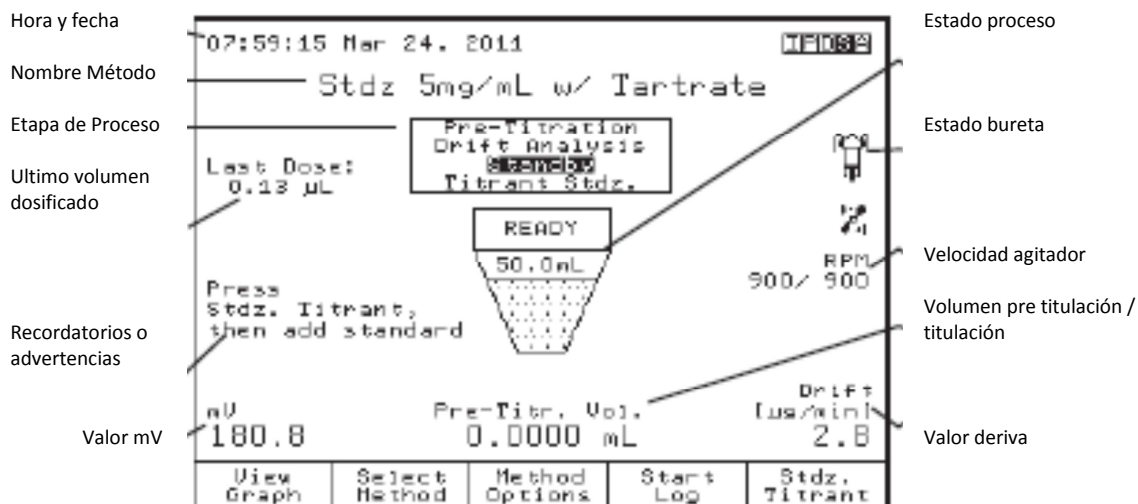 Hora y fecha
Nombre Método
Etapa de Proceso
Ultimo volumen
dosificado
Recordatorios o
advertencias
Valor mV
07:59:15 Mar 24. 2011
Stdz 5mg/mL w/ Tartrate
Pre-Titration
Drift Analysis
Standby
Titrant Stdz.
Last Dose:
0.13 µL
READY
50.0mL
RPM
900/ 900
Press
Stdz. Titrant,
then add standard
mV
180.8
Pre-Titr. Vol.
0.0000 mL
Drift
[µg/min]
2.8
View
Graph
Select
Method
Method
Options
Start
Log
Stdz.
Titrant
Estado proceso
Estado bureta
Velocidad agitador
Volumen pre titulación /
titulación
Valor deriva